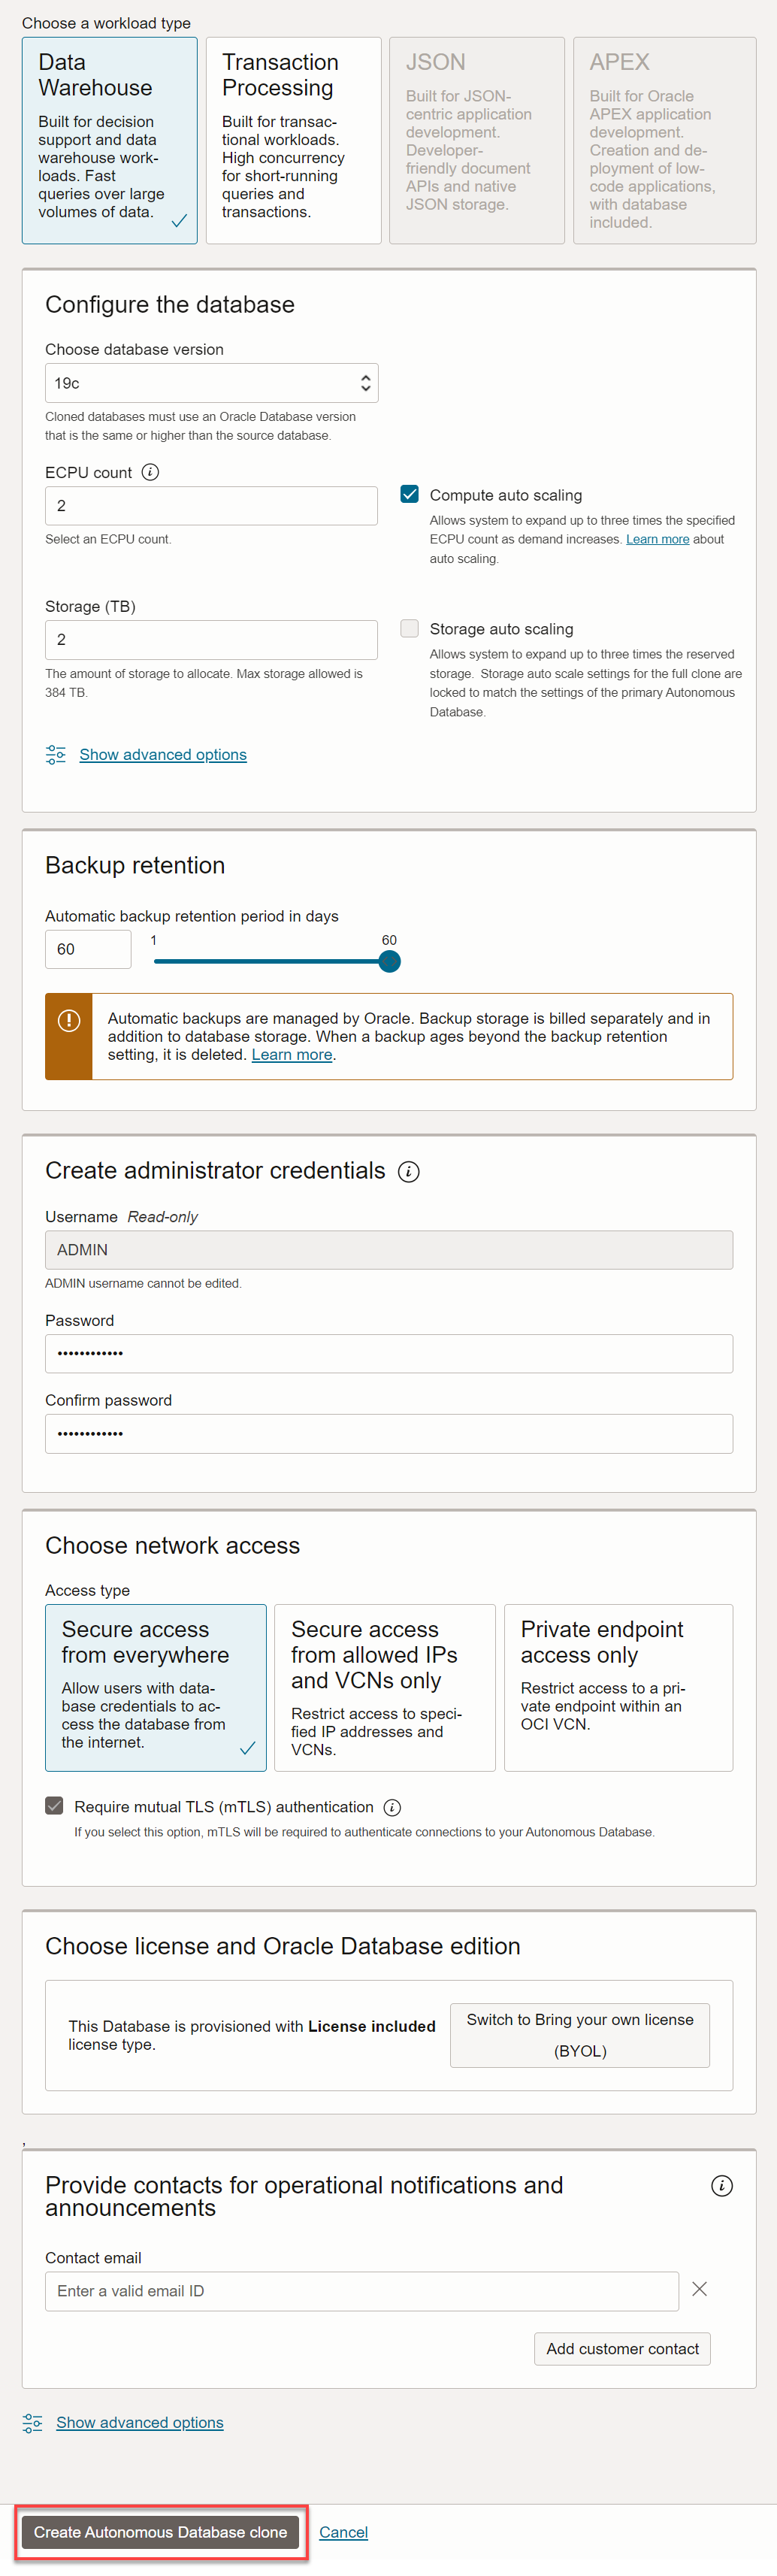 Choose a workload type
Data
Warehouse
Built for decision
support and data
warehouse work-
loads. Fast
queries over large
volumes of data.
Transaction
Processing
Built for transac-
tional workloads.
High concurrency
for short-running
queries and
transactions.
JSON
Built for JSON-
centric application
development.
Developer-
friendly document
APIs and native
JSON storage.
APEX
Built for Oracle
APEX application
development.
Creation and de-
ployment of low-
code applications,
with database
included.
Configure the database
Choose database version
19c
Cloned databases must use an Oracle Database version
that is the same or higher than the source database.
ECPU count
2
Select an ECPU count.
Compute auto scaling
Allows system to expand up to three times the specified
ECPU count as demand increases. Learn more about
auto scaling.
Storage (TB)
2
The amount of storage to allocate. Max storage allowed is
384 TB.
Storage auto scaling
Allows system to expand up to three times the reserved
storage. Storage auto scale settings for the full clone are
locked to match the settings of the primary Autonomous
Database.
Show advanced options
Backup retention
Automatic backup retention period in days
60
1
60
Automatic backups are managed by Oracle. Backup storage is billed separately and in
addition to database storage. When a backup ages beyond the backup retention
setting, it is deleted. Learn more.
Create administrator credentials
Username Read-only
ADMIN
ADMIN username cannot be edited.
Password
••••••••••••
Confirm password
••••••••••••
Choose network access
Access type
Secure access
from everywhere
Allow users with data-
base credentials to ac-
cess the database from
the internet.
Secure access
from allowed IPs
and VCNs only
Restrict access to speci-
fied IP addresses and
VCNs.
Private endpoint
access only
Restrict access to a pri-
vate endpoint within an
OCI VCN.
Require mutual TLS (mTLS) authentication
If you select this option, mTLS will be required to authenticate connections to your Autonomous Database.
Choose license and Oracle Database edition
This Database is provisioned with License included
license type.
Switch to Bring your own license
(BYOL)
,
Provide contacts for operational notifications and
announcements
Contact email
Enter a valid email ID
Add customer contact
Show advanced options
Create Autonomous Database clone
Cancel